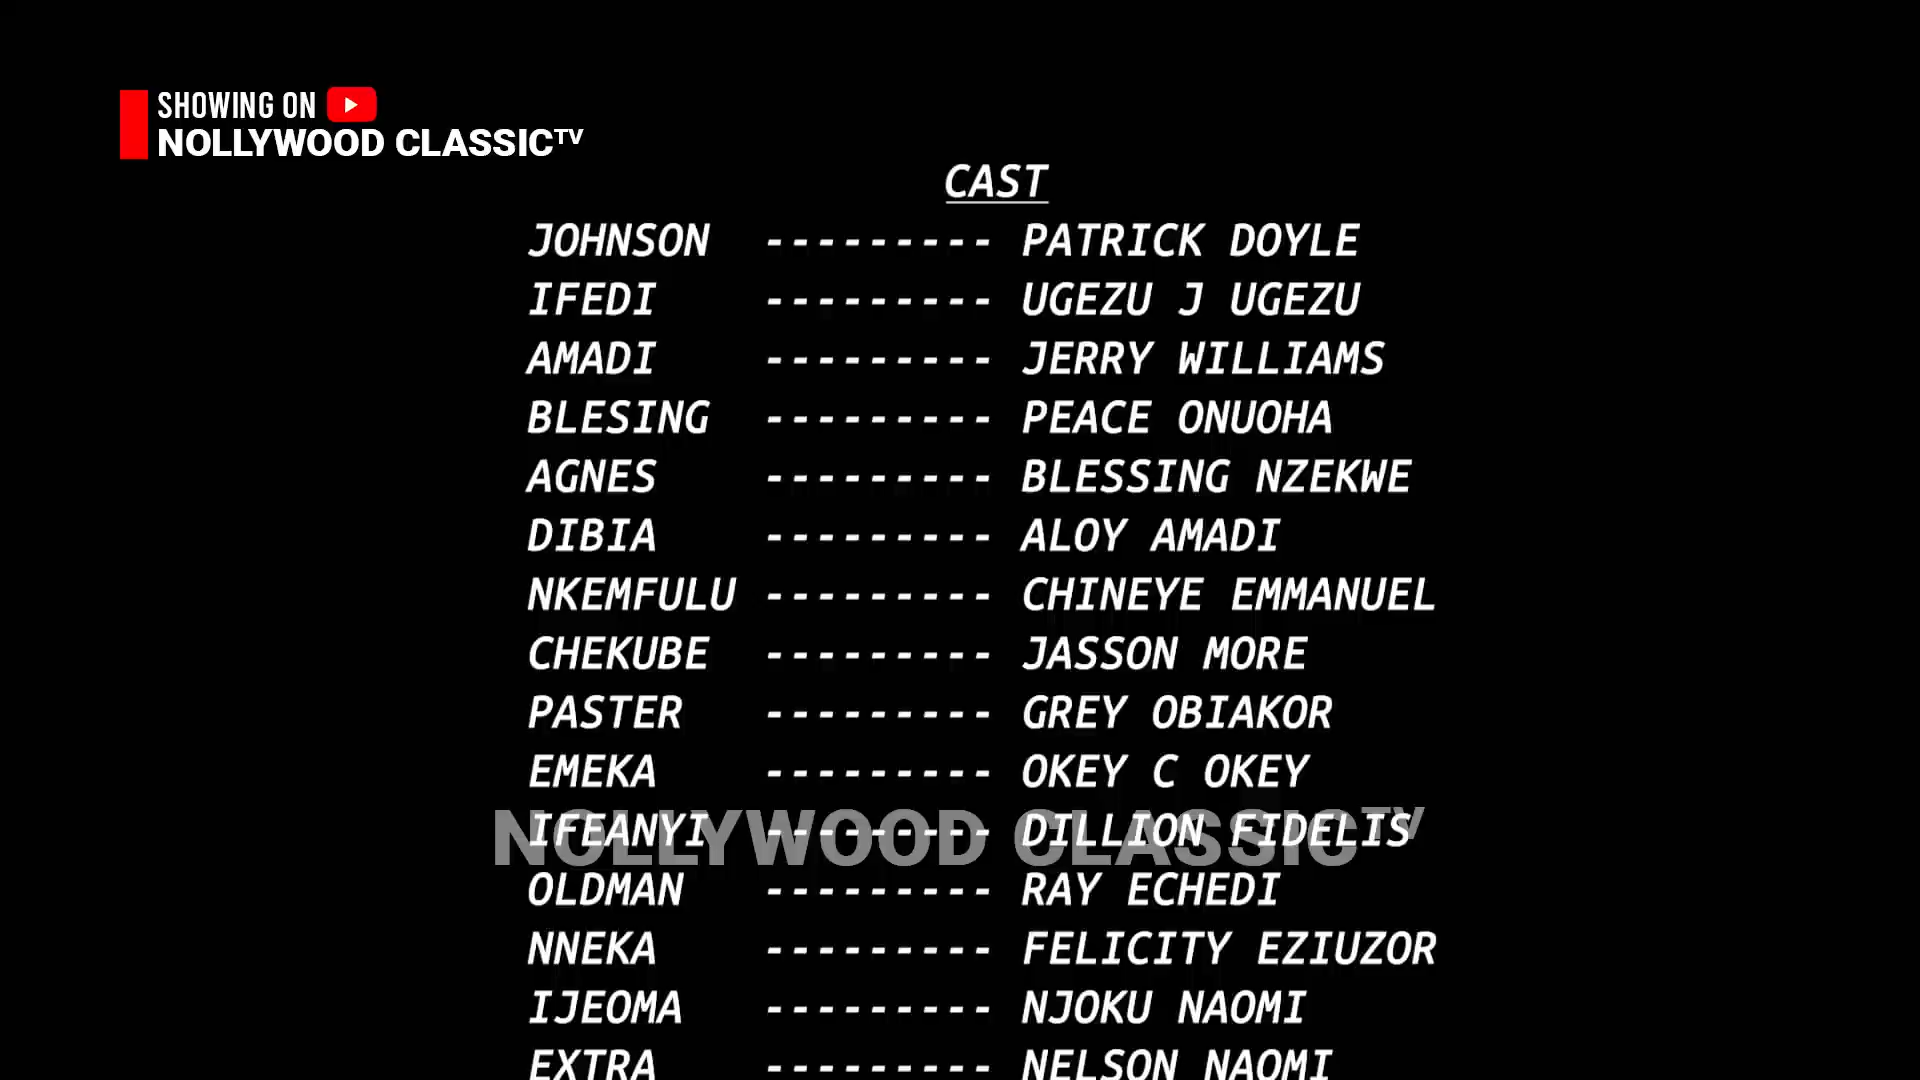 SHOWING ON
NOLLYWOOD CLASSICTV
CAST
JOHNSON --------- PATRICK DOYLE
IFEDI --------- UGEZU J UGEZU
AMADI --------- JERRY WILLIAMS
BLESING --------- PEACE ONUOHA
AGNES --------- BLESSING NZEKWE
DIBIA --------- ALOY AMADI
NKEMFULU --------- CHINEYE EMMANUEL
CHEKUBE --------- JASSON MORE
PASTER --------- GREY OBIAKOR
EMEKA --------- OKEY C OKEY
IFEANYI --------- DILLION FIDELIS
NOLLYWOOD CLASSICTV
OLDMAN --------- RAY ECHEDI
NNEKA --------- FELICITY EZIUZOR
IJEOMA --------- NJOKU NAOMI
EXTRA --------- NELSON NAOMI